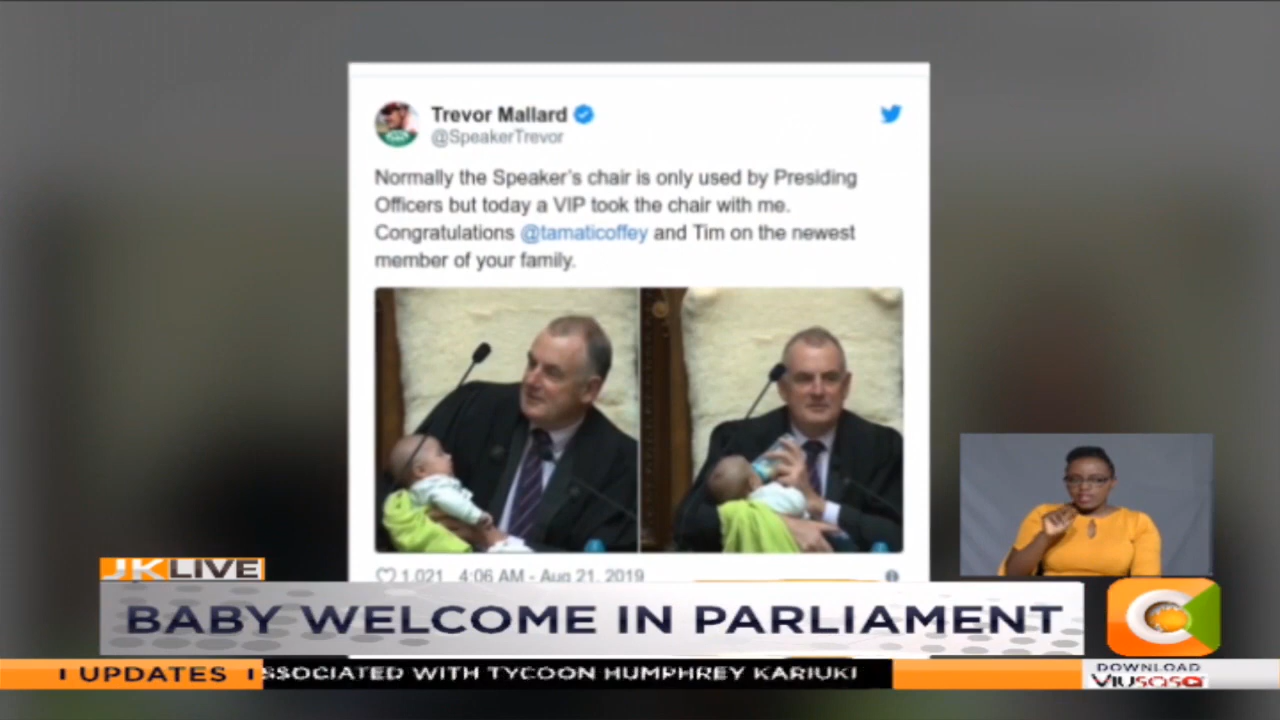 Trevor Mallard
@SpeakerTrevor
Normally the Speaker's chair is only used by Presiding
Officers but today a VIP took the chair with me.
Congratulations @tamaticoffey and Tim on the newest
member of your family.
1,021 4:06 AM - Aug 21, 2019
JKLIVE
BABY WELCOME IN PARLIAMENT
UPDATES
SSOCIATED WITH TYCOON HUMPHREY KARIUKI
DOWNLOAD
VIUSASA